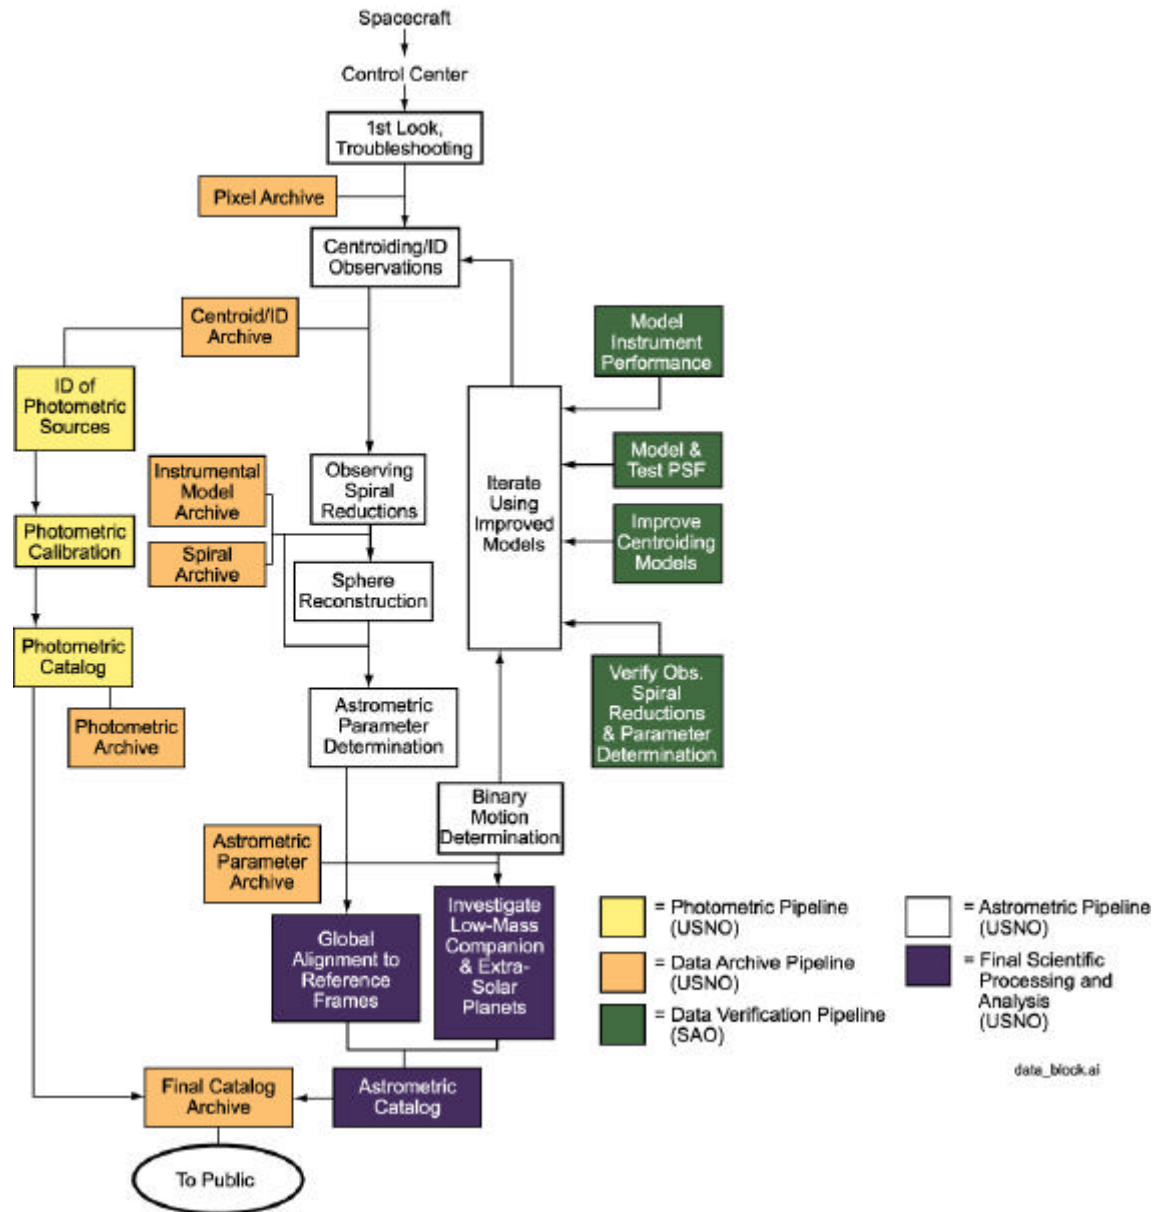 Spacecraft
Control Center
1st Look,
Troubleshooting
Pixel Archive
Centroiding/ID
Observations
Centroid/ID
Archive
Model
Instrument
Performance
ID of
Photometric
Sources
Model &
Test PSF
Instrumental
Model
Archive
Observing
Spiral
Reductions
Iterate
Using
Improved
Models
Improve
Centroiding
Models
Photometric
Calibration
Spiral
Archive
Sphere
Reconstruction
Photometric
Catalog
Verify Obs.
Spiral
Reductions
& Parameter
Determination
Photometric
Archive
Astrometric
Parameter
Determination
Binary
Motion
Determination
Astrometric
Parameter
Archive
Investigate
Low-Mass
Companion
& Extra-
Solar
Planets
Global
Alignment to
Reference
Frames
= Photometric Pipeline
(USNO)
= Data Archive Pipeline
(USNO)
= Data Verification Pipeline
(SAO)
= Astrometric Pipeline
(USNO)
= Final Scientific
Processing and
Analysis
(USNO)
data_block.ai
Final Catalog
Archive
Astrometric
Catalog
To Public